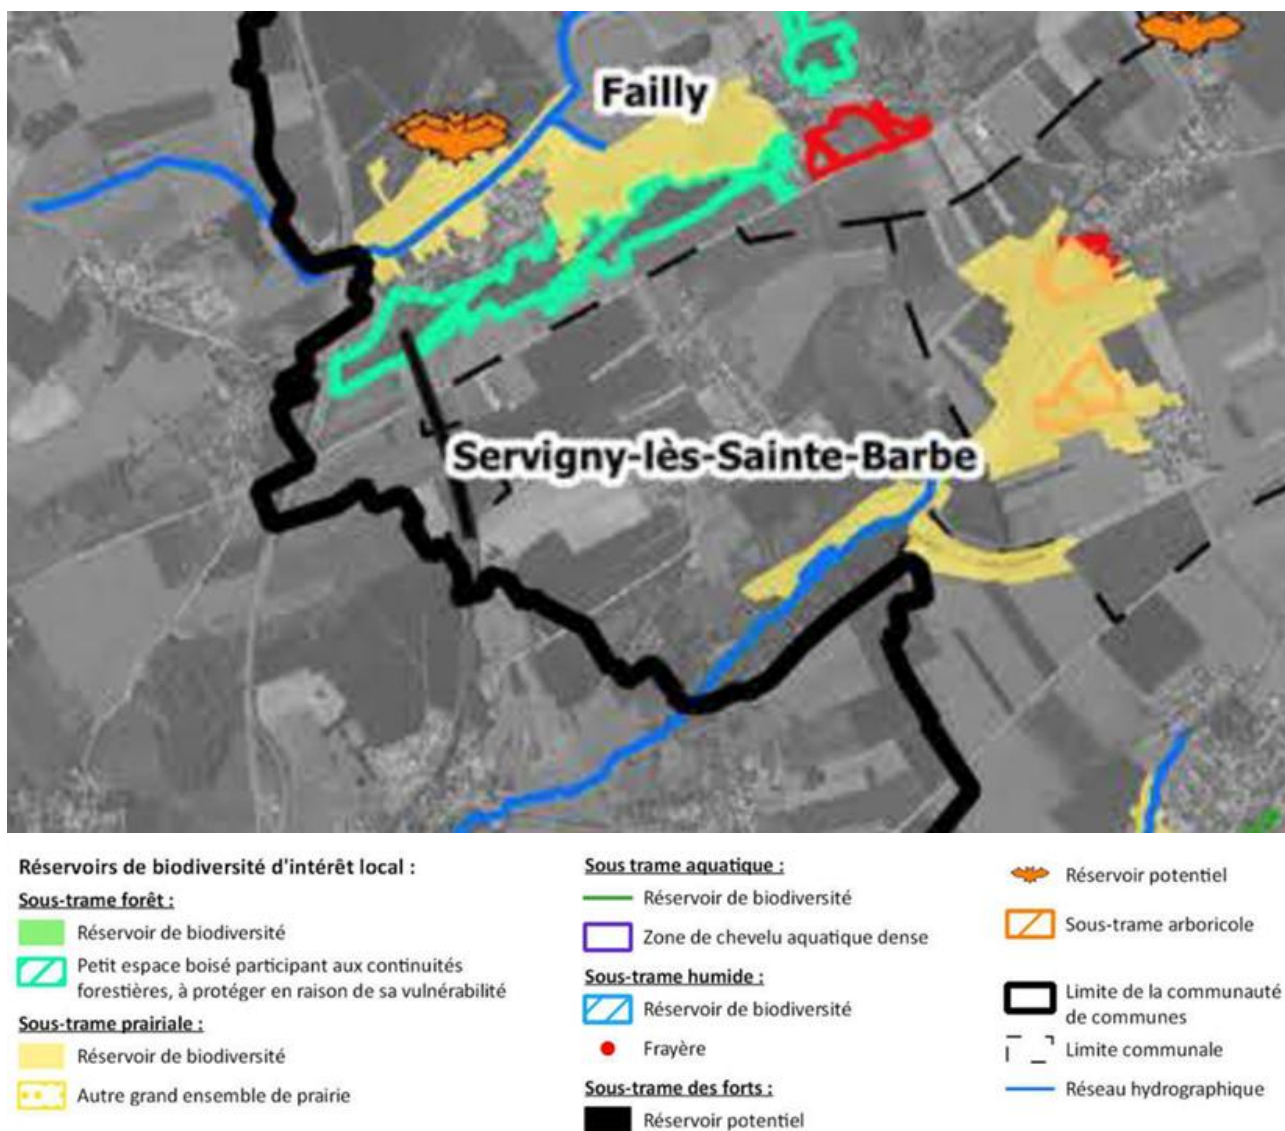 Failly
Servigny-lès-Sainte-Barbe
Réservoirs de biodiversité d'intérêt local :
Sous-trame forêt :
Réservoir de biodiversité
Petit espace boisé participant aux continuités
forestières, à protéger en raison de sa vulnérabilité
Sous-trame prairiale :
Réservoir de biodiversité
Autre grand ensemble de prairie
Sous trame aquatique :
Réservoir de biodiversité
Zone de chevelu aquatique dense
Sous-trame humide :
Réservoir de biodiversité
Frayère
Sous-trame des forts :
Réservoir potentiel
Réservoir potentiel
Sous-trame arboricole
Limite de la communauté
de communes
Limite communale
Réseau hydrographique